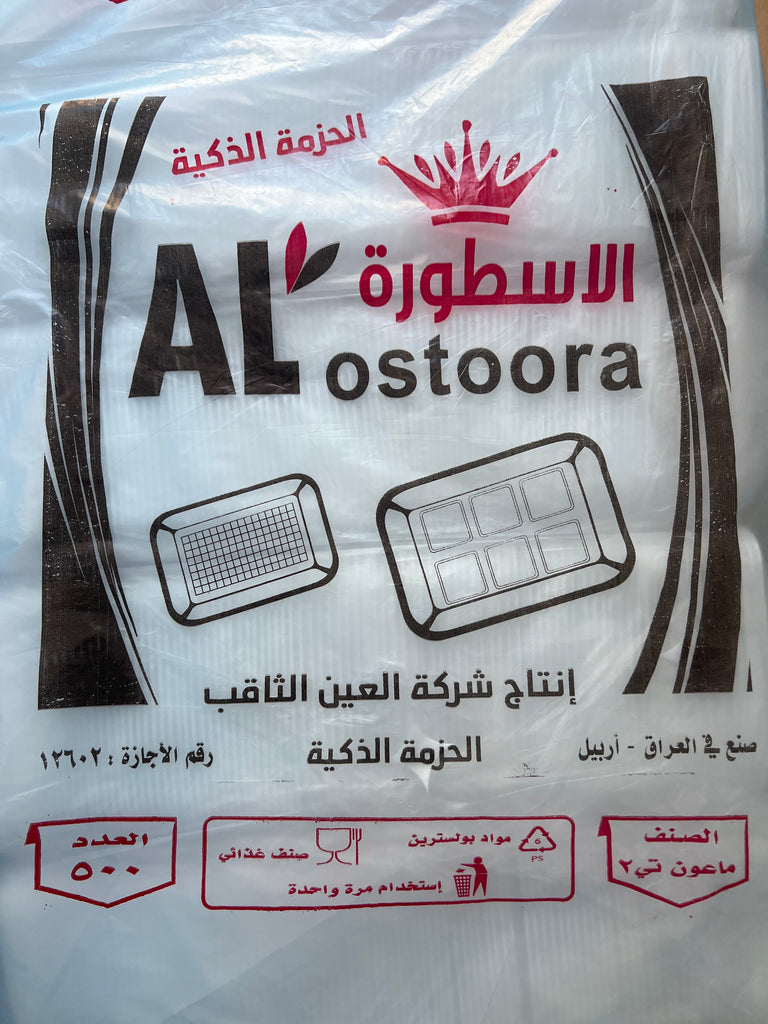 الحزمة الذكية
AL
الاسطورة
ostoora
إنتاج شركة العين الثاقب
صنع في العراق - أربيل
الحزمة الذكية
رقم الأجازة : ١٢٦٠٢
الصنف
ماعون تي٢
6
PS
مواد بولسترين
صنف غذائي
إستخدام مرة واحدة
العدد
٥٠٠